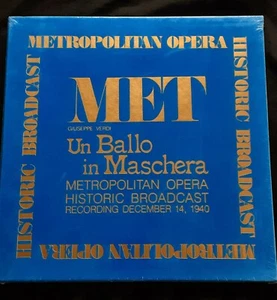 METROPOLITAN OPERA
HISTORIC BROADCAST
HISTORIC BROADCAST
MET
GIUSEPPE VERDI
Un Ballo
in Maschera
METROPOLITAN OPERA
HISTORIC BROADCAST
RECORDING DECEMBER 14, 1940
METROPOLITAN OPERA